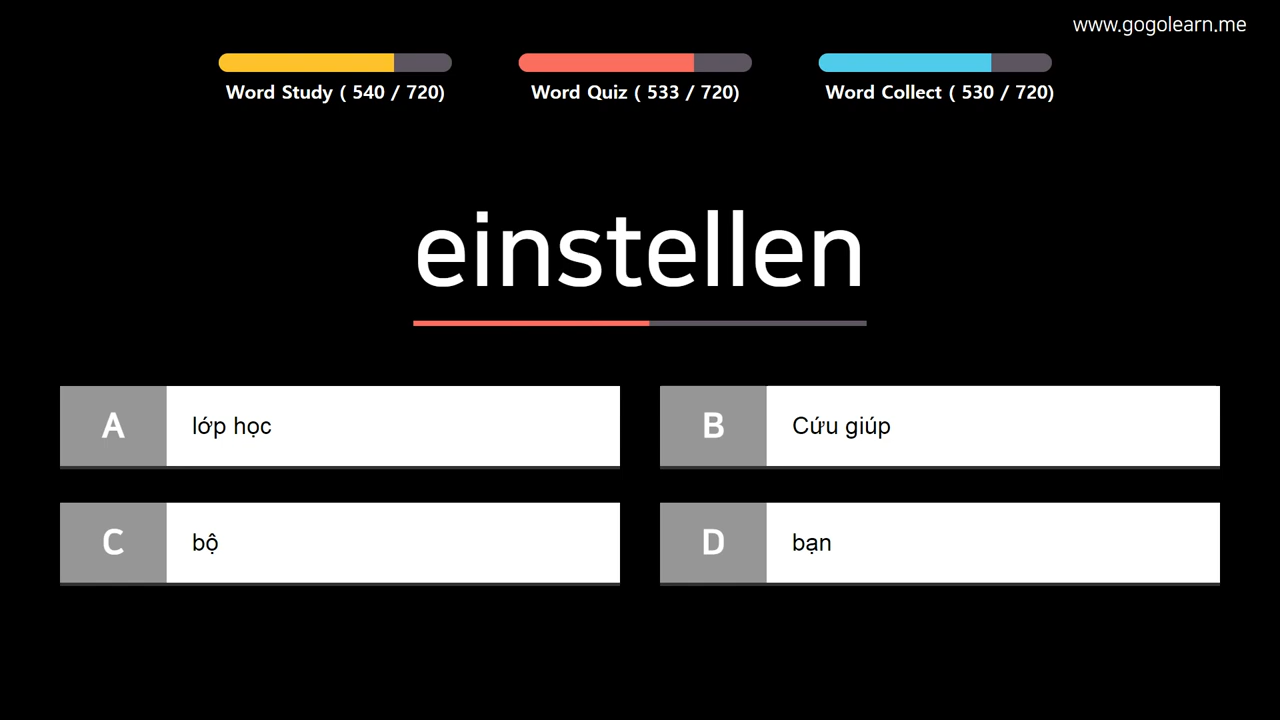 www.gogolearn.me
Word Study ( 540 / 720)
Word Quiz ( 533 / 720)
Word Collect ( 530 / 720)
einstellen
A
lớp học
B
Cứu giúp
C
bộ
D
bạn